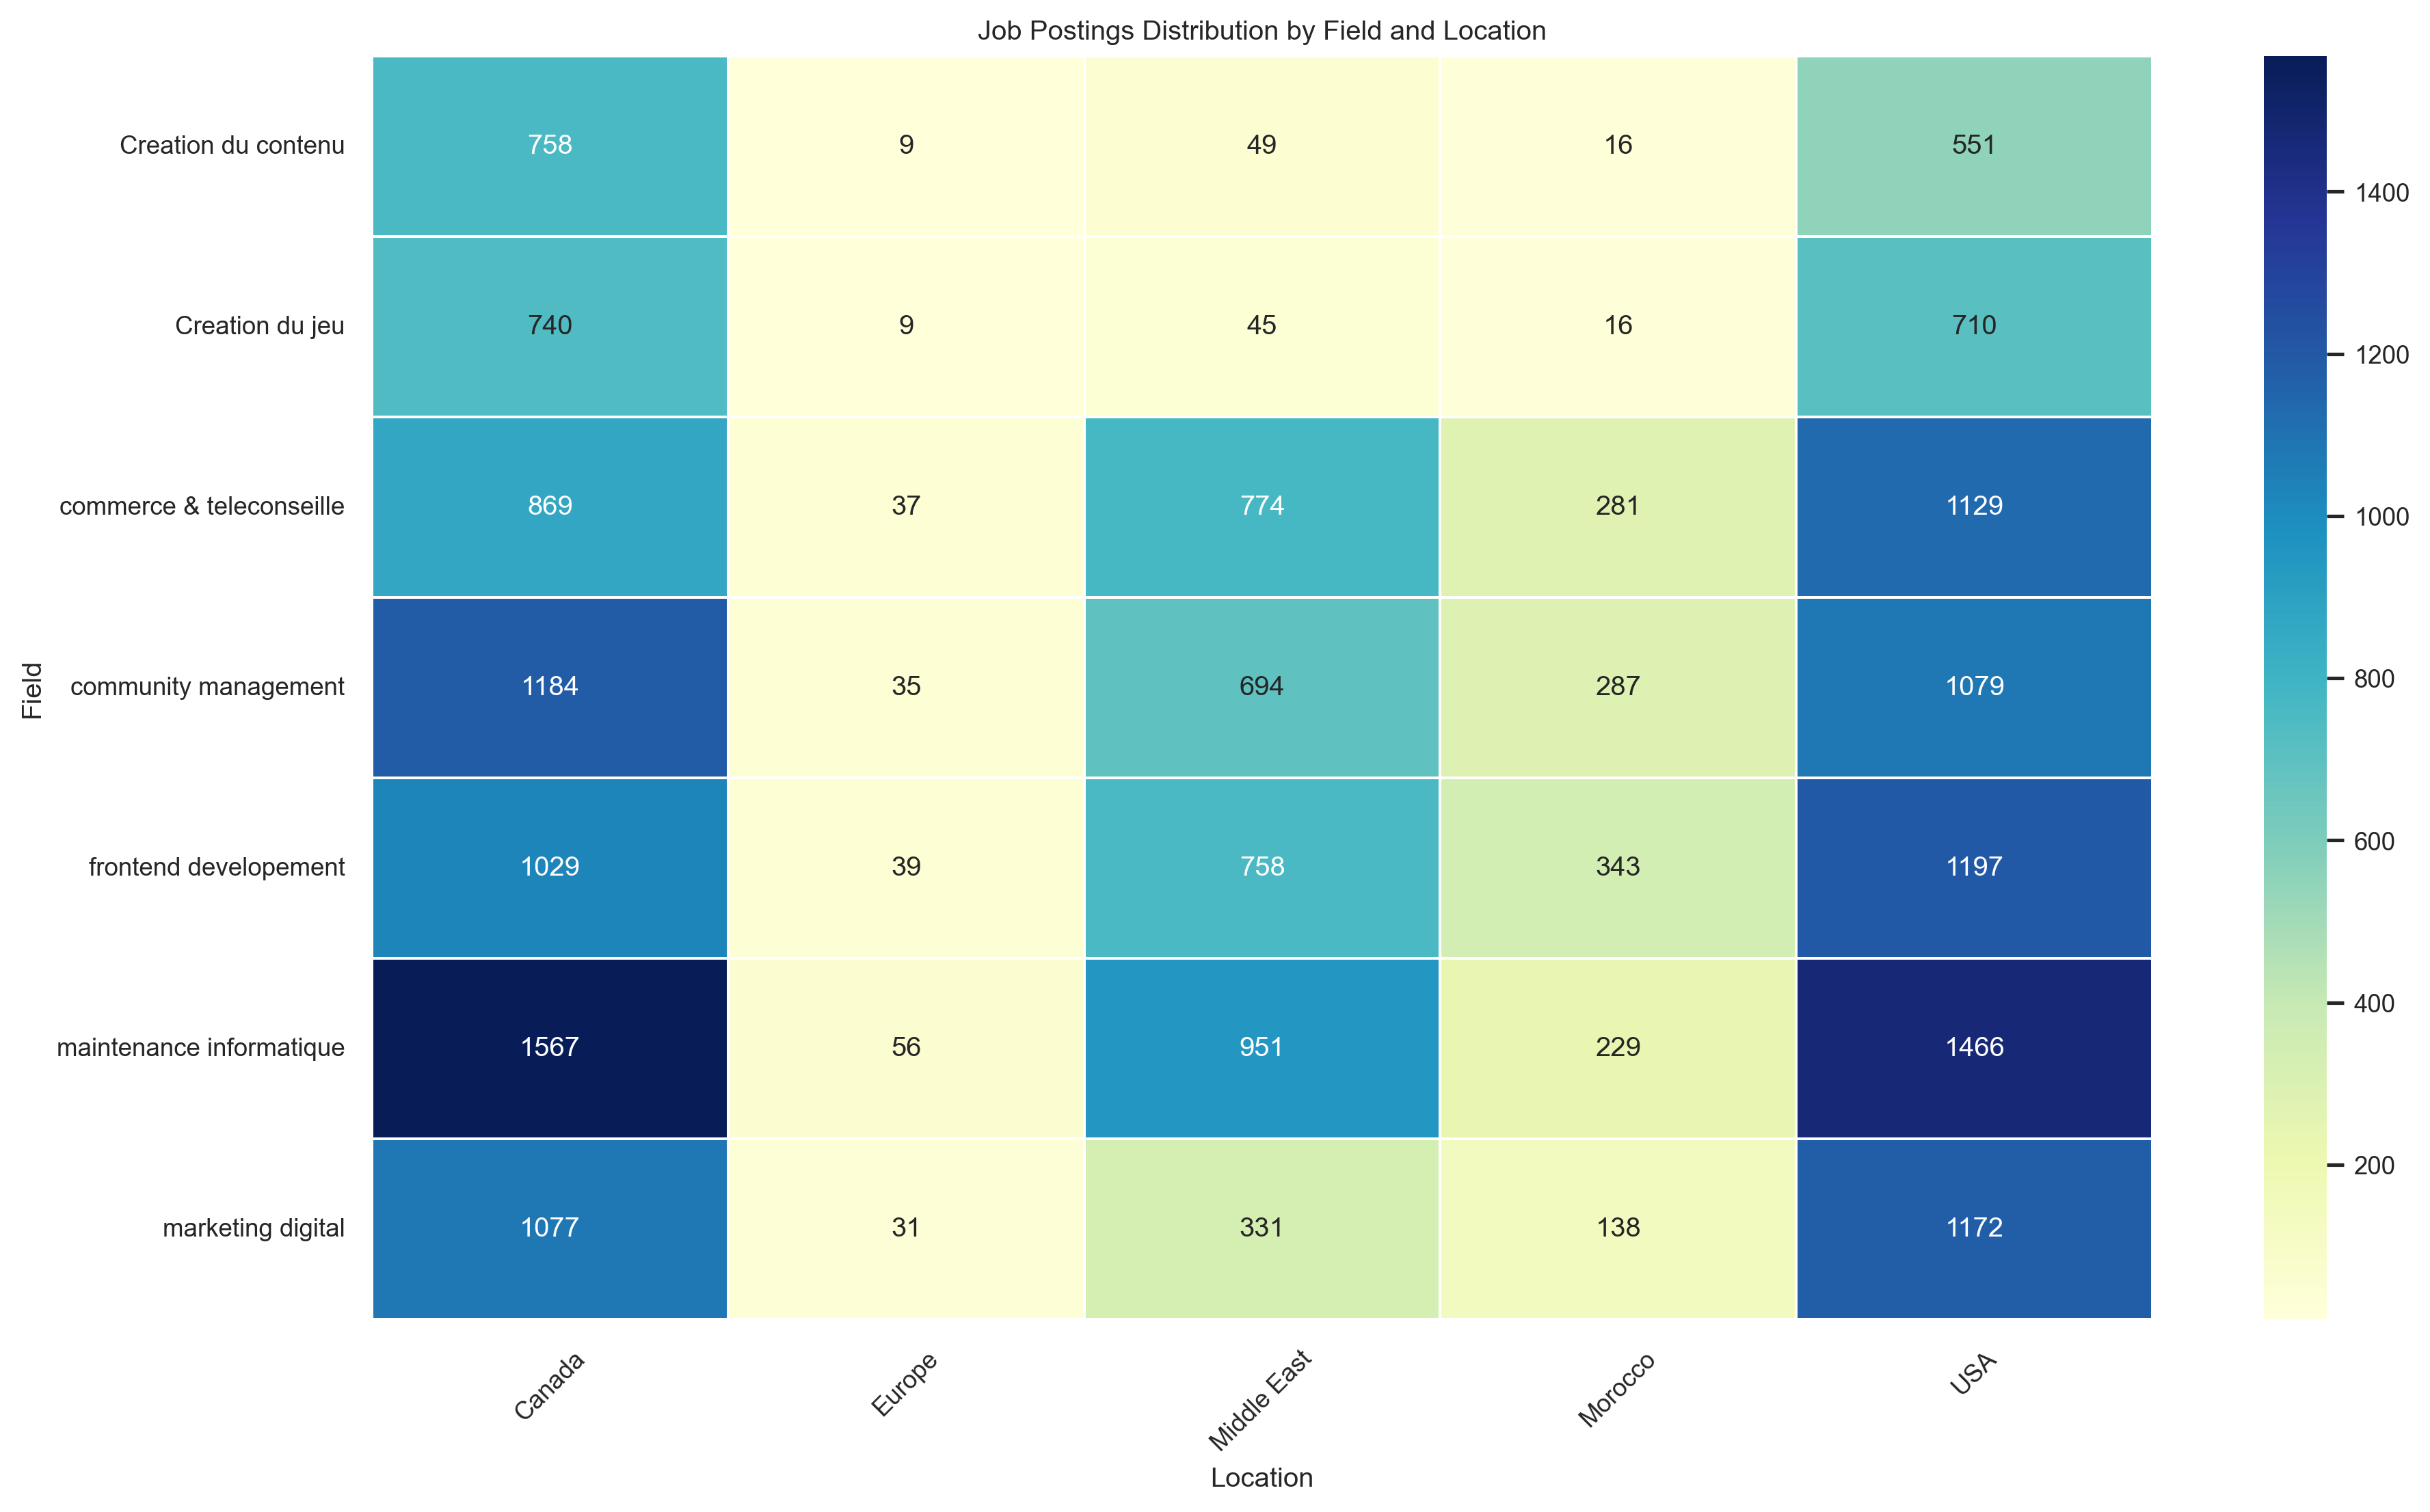 Job Postings Distribution by Field and Location
Field
Creation du contenu 758 9 49 16 551
Creation du jeu 740 9 45 16 710
commerce & teleconseille 869 37 774 281 1129
community management 1184 35 694 287 1079
frontend developement 1029 39 758 343 1197
maintenance informatique 1567 56 951 229 1466
marketing digital 1077 31 331 138 1172
Canada Europe Middle East Morocco USA
Location
1400
1200
1000
800
600
400
200